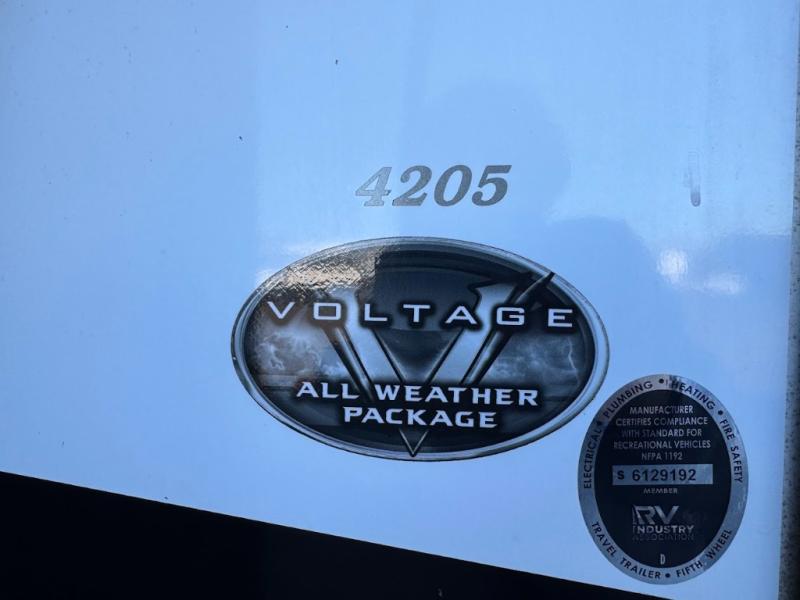 4205
VOLTAGE
ALL WEATHER
PACKAGE
ELECTRICAL • PLUMBING • HEATING • FIRE SAFETY
MANUFACTURER
CERTIFIES COMPLIANCE
WITH STANDARD FOR
RECREATIONAL VEHICLES
NFPA 1192
S 6129192
MEMBER
RV
INDUSTRY
ASSOCIATION
D
TRAVEL TRAILER • FIFTH WHEEL